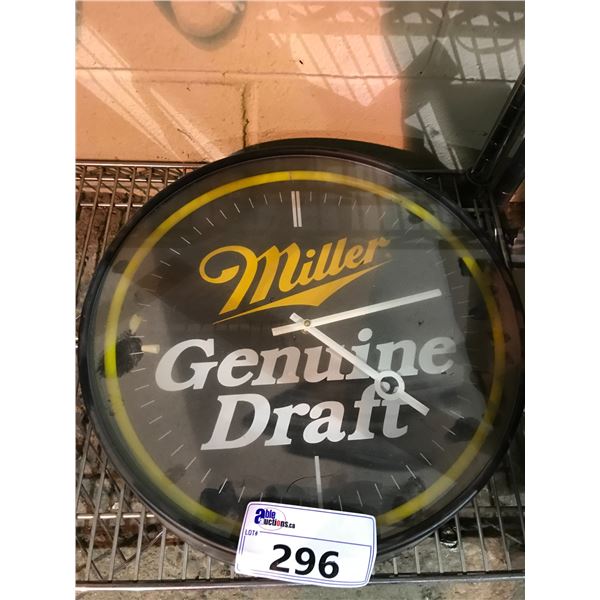 Miller
Genuine
Draft
able
auctions.ca
LOT#
296